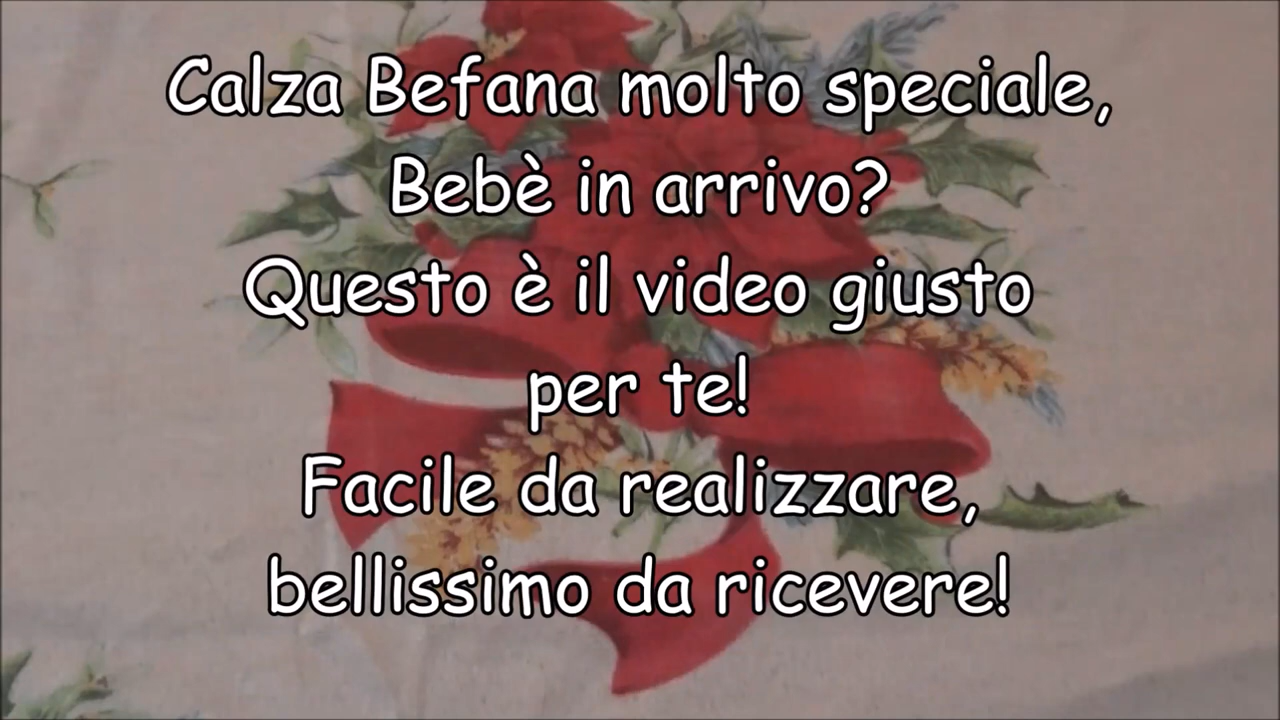 Calza Befana molto speciale,
Bebè in arrivo?
Questo è il video giusto
per te!
Facile da realizzare,
bellissimo da ricevere!